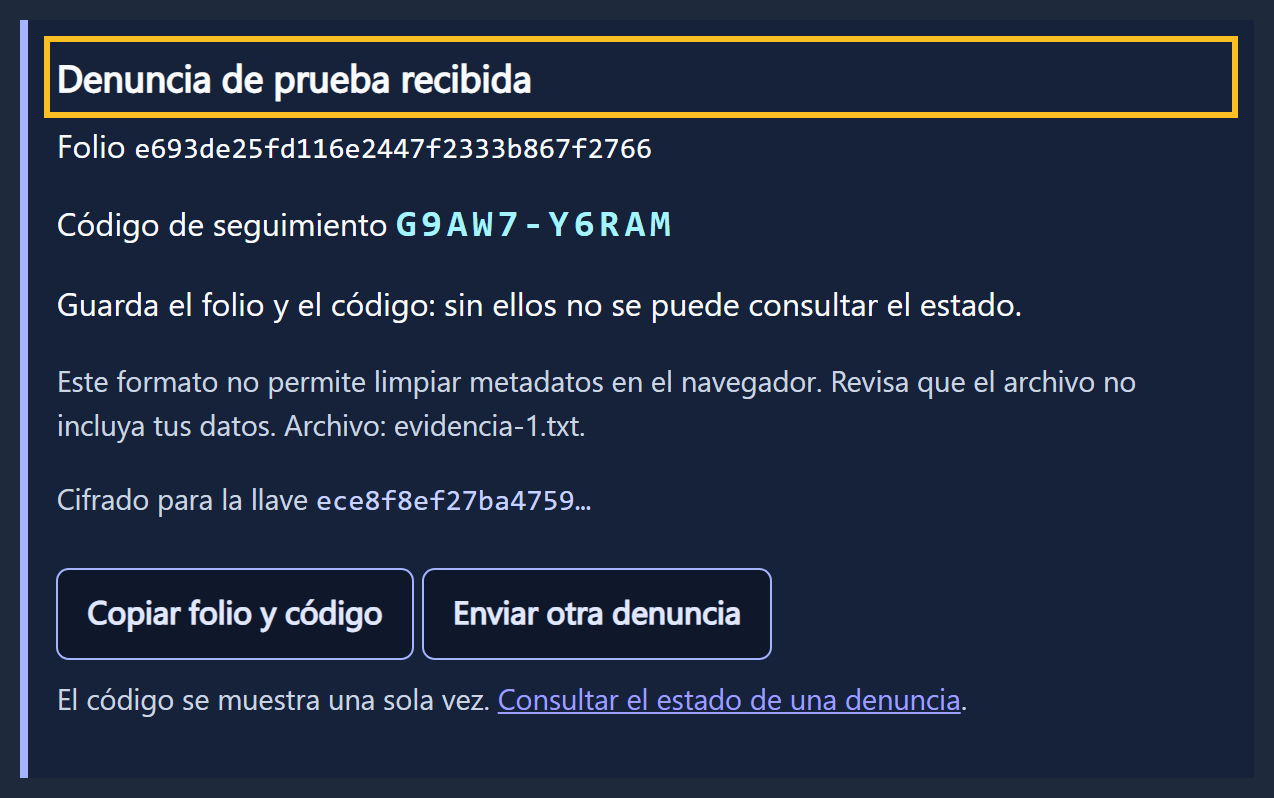 Denuncia de prueba recibida
Folio e693de25fd116e2447f2333b867f2766
Código de seguimiento G9AW7-Y6RAM
Guarda el folio y el código: sin ellos no se puede consultar el estado.
Este formato no permite limpiar metadatos en el navegador. Revisa que el archivo no
incluya tus datos. Archivo: evidencia-1.txt.
Cifrado para la llave ece8f8ef27ba4759…
Copiar folio y código Enviar otra denuncia
El código se muestra una sola vez. Consultar el estado de una denuncia.